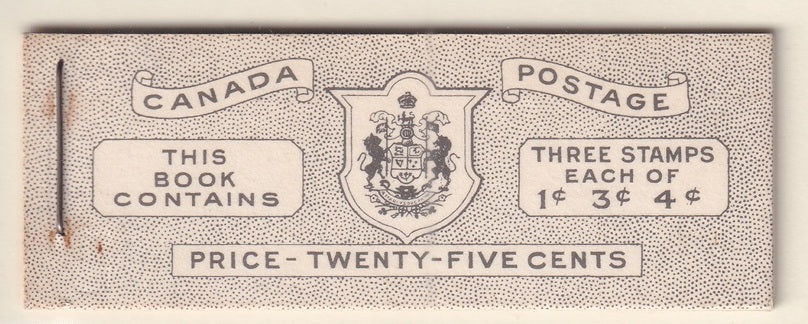 CANADA
POSTAGE
THIS
BOOK
CONTAINS
THREE STAMPS
EACH OF
1¢ 3¢ 4¢
PRICE - TWENTY-FIVE CENTS